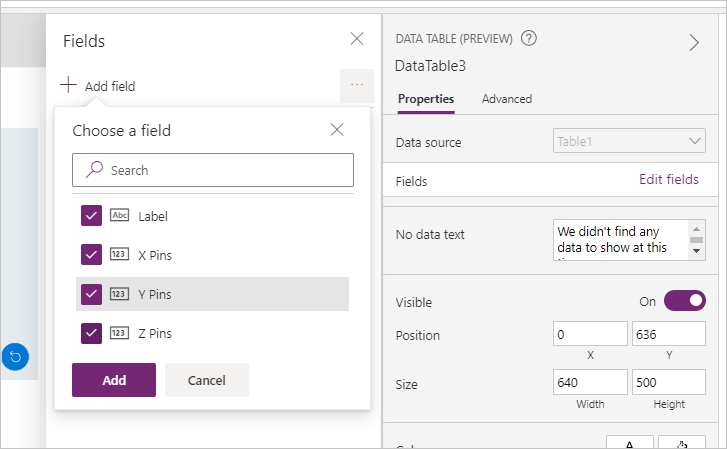 Fields
Add field
...
Choose a field
Search
Abc Label
123 X Pins
123 Y Pins
123 Z Pins
Add Cancel
DATA TABLE (PREVIEW) ?
DataTable3
Properties Advanced
Data source Table1
Fields Edit fields
No data text We didn't find any
data to show at this
Visible On
Position 0 636
X Y
Size 640 500
Width Height
A